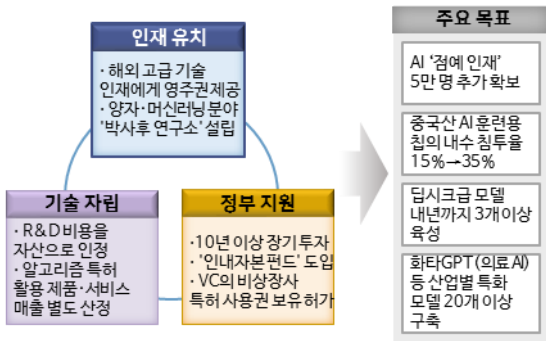 인재 유치
· 해외 고급 기술
인재에게 영주권 제공
· 양자·머신러닝 분야
'박사후 연구소' 설립
기술 자립
· R&D 비용을
자산으로 인정
· 알고리즘 특허
활용 제품·서비스
매출 별도 산정
정부 지원
· 10년 이상 장기 투자
· '인내자본펀드' 도입
· VC의 비상장사
특허 사용권 보유 허가
주요 목표
AI '점예 인재'
5만 명 추가 확보
중국산 AI 훈련용
칩의 내수 침투율
15%→35%
딥시크급 모델
내년까지 3개 이상
육성
화타GPT(의료 AI)
등 산업별 특화
모델 20개 이상
구축